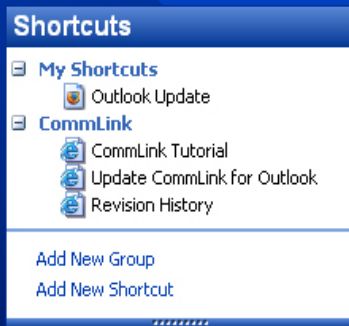 Shortcuts
My Shortcuts
Outlook Update
CommLink
CommLink Tutorial
Update CommLink for Outlook
Revision History
Add New Group
Add New Shortcut